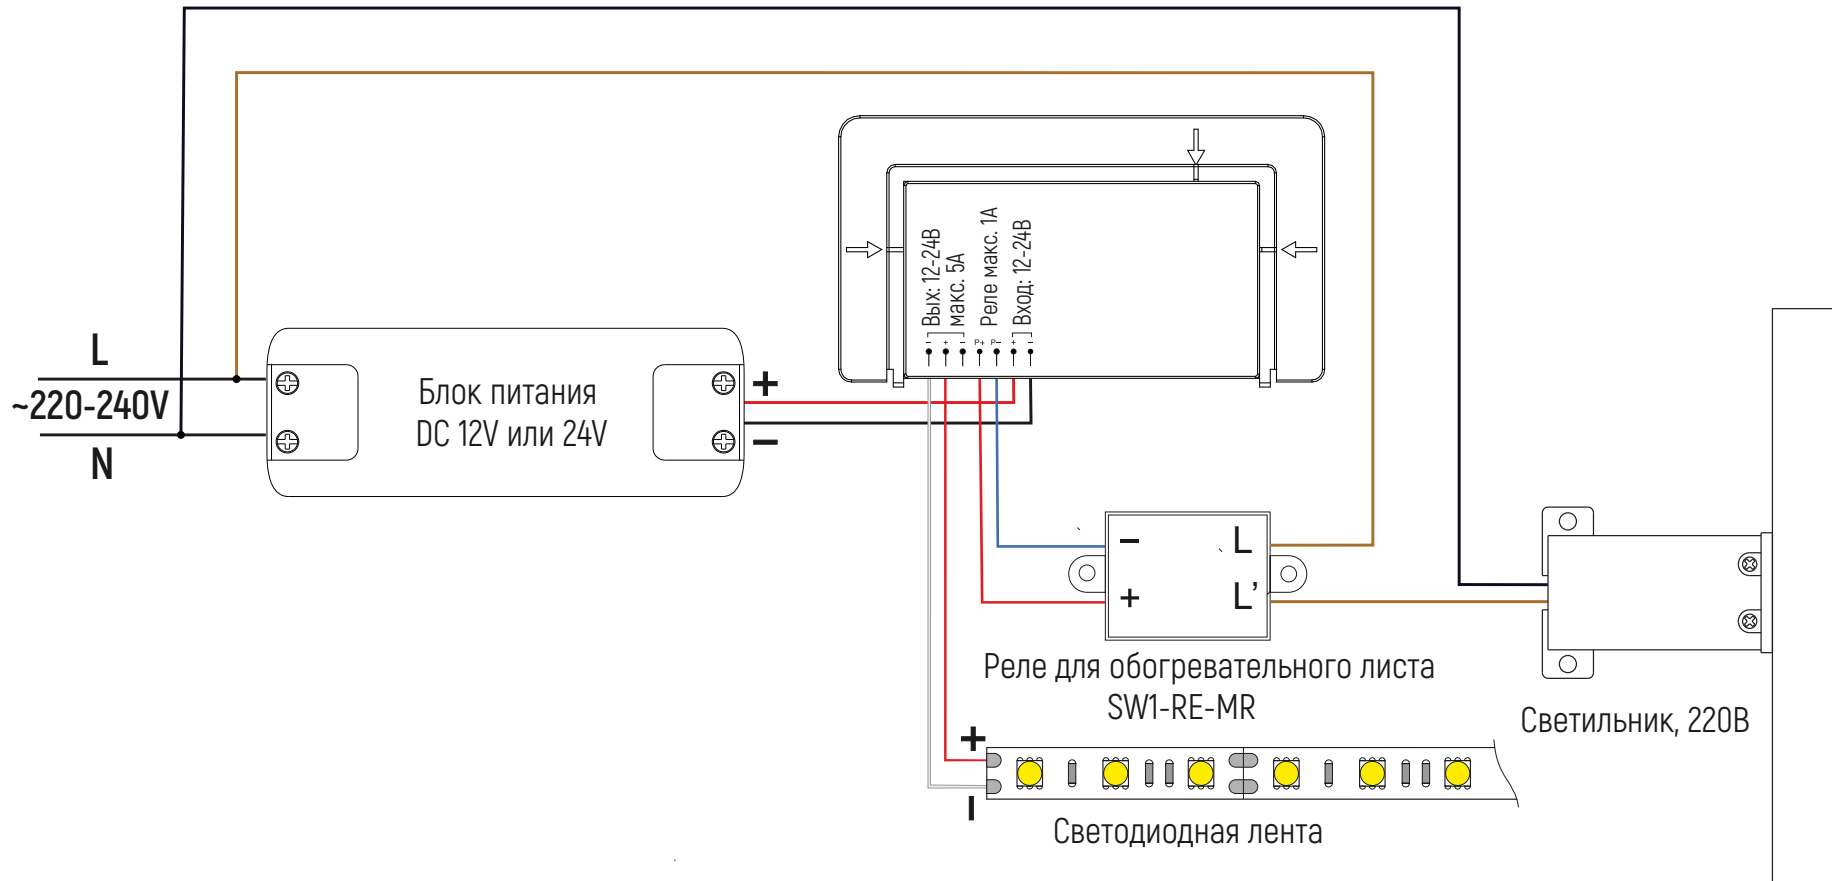 L
~220-240V
N
Блок питания
DC 12V или 24V
+
−
Вых: 12-24В
макс. 5А
Реле макс. 1А
Вход: 12-24В
− + − P+ P− + −
− L
+ L’
Реле для обогревательного листа
SW1-RE-MR
Светильник, 220В
+
−
Светодиодная лента